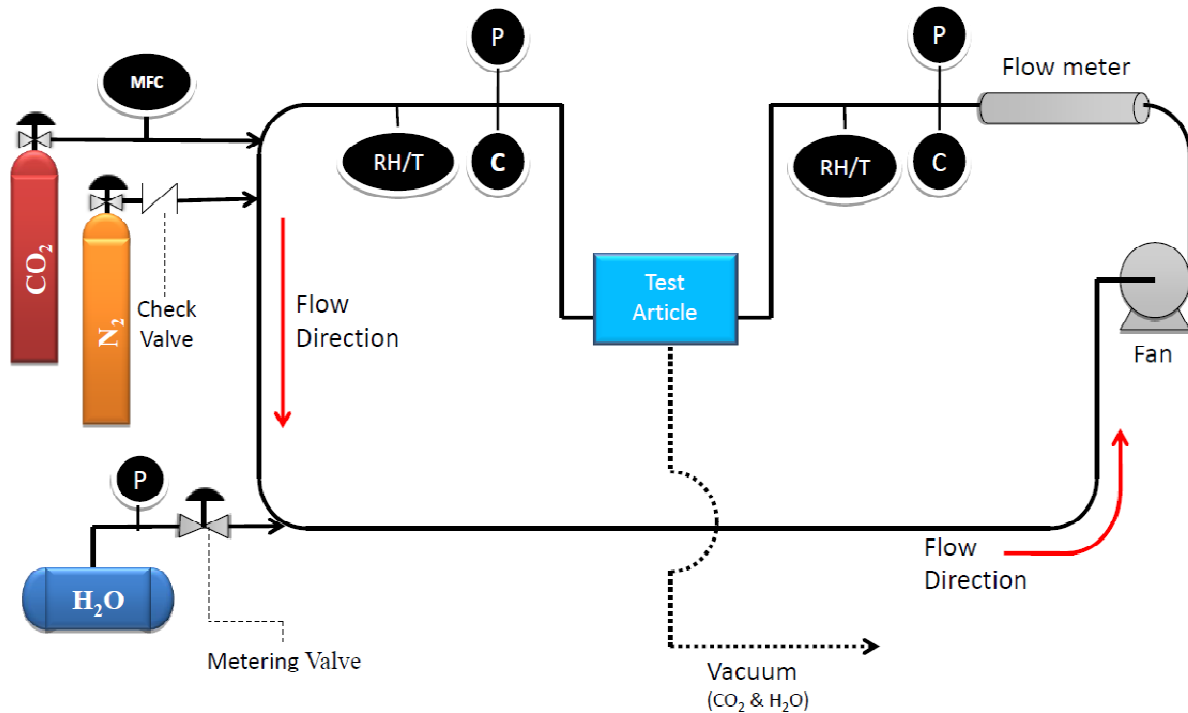 P
P
Flow meter
MFC
RH/T
C
RH/T
C
CO₂
N₂
Check
Valve
Flow
Direction
Test
Article
Fan
P
H₂O
Metering Valve
Flow
Direction
Vacuum
(CO₂ & H₂O)